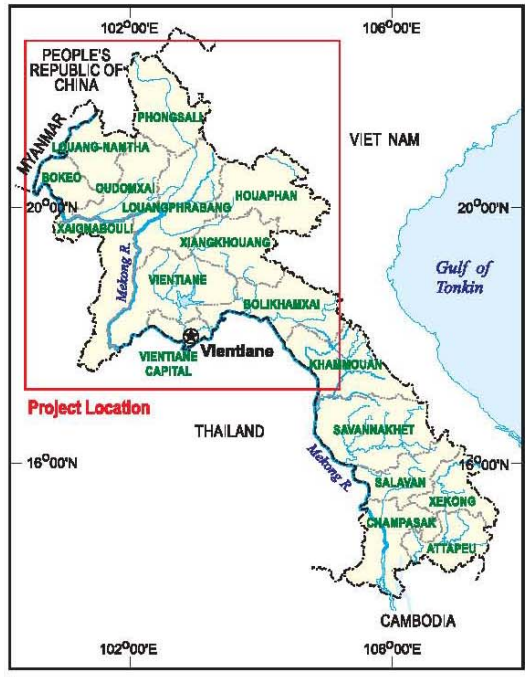 102°00'E
106°00'E
PEOPLE'S
REPUBLIC OF
CHINA
MYANMAR
PHONGSALI
VIET NAM
LOUANG-NAMTHA
BOKEO
OUDOMXAI
HOUAPHAN
20°00'N
20°00'N
LOUANGPHRABANG
XAIGNABOULI
XIANGKHOUANG
Mekong R.
VIENTIANE
Gulf of
Tonkin
BOLIKHAMXAI
Vientiane
VIENTIANE
CAPITAL
KHAMMOUAN
Project Location
THAILAND
SAVANNAKHET
Mekong R.
16°00'N
16°00'N
SALAVAN
XEKONG
CHAMPASAK
ATTAPEU
CAMBODIA
102°00'E
106°00'E